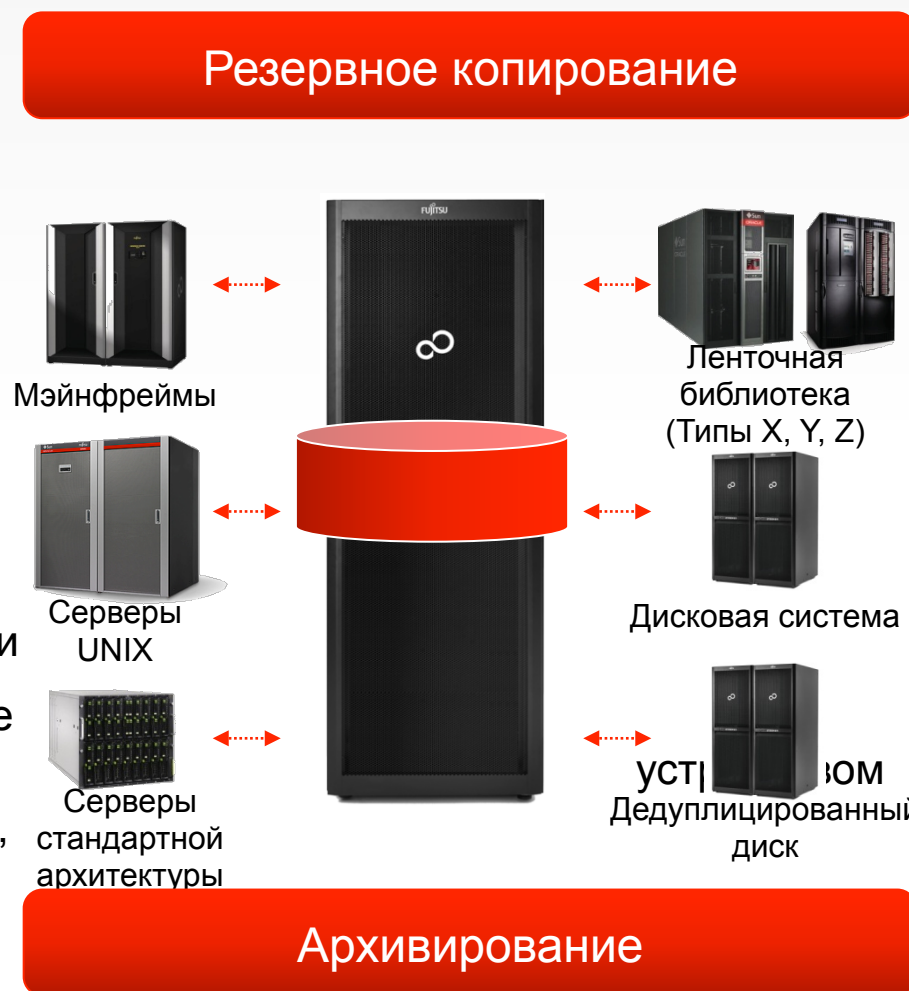 Резервное копирование
FUJITSU
Мэйнфреймы
Ленточная
библиотека
(Типы X, Y, Z)
Серверы
UNIX
и
Дисковая система
е
Серверы
стандартной
архитектуры
,
Дедуплицированный
диск
Архивирование